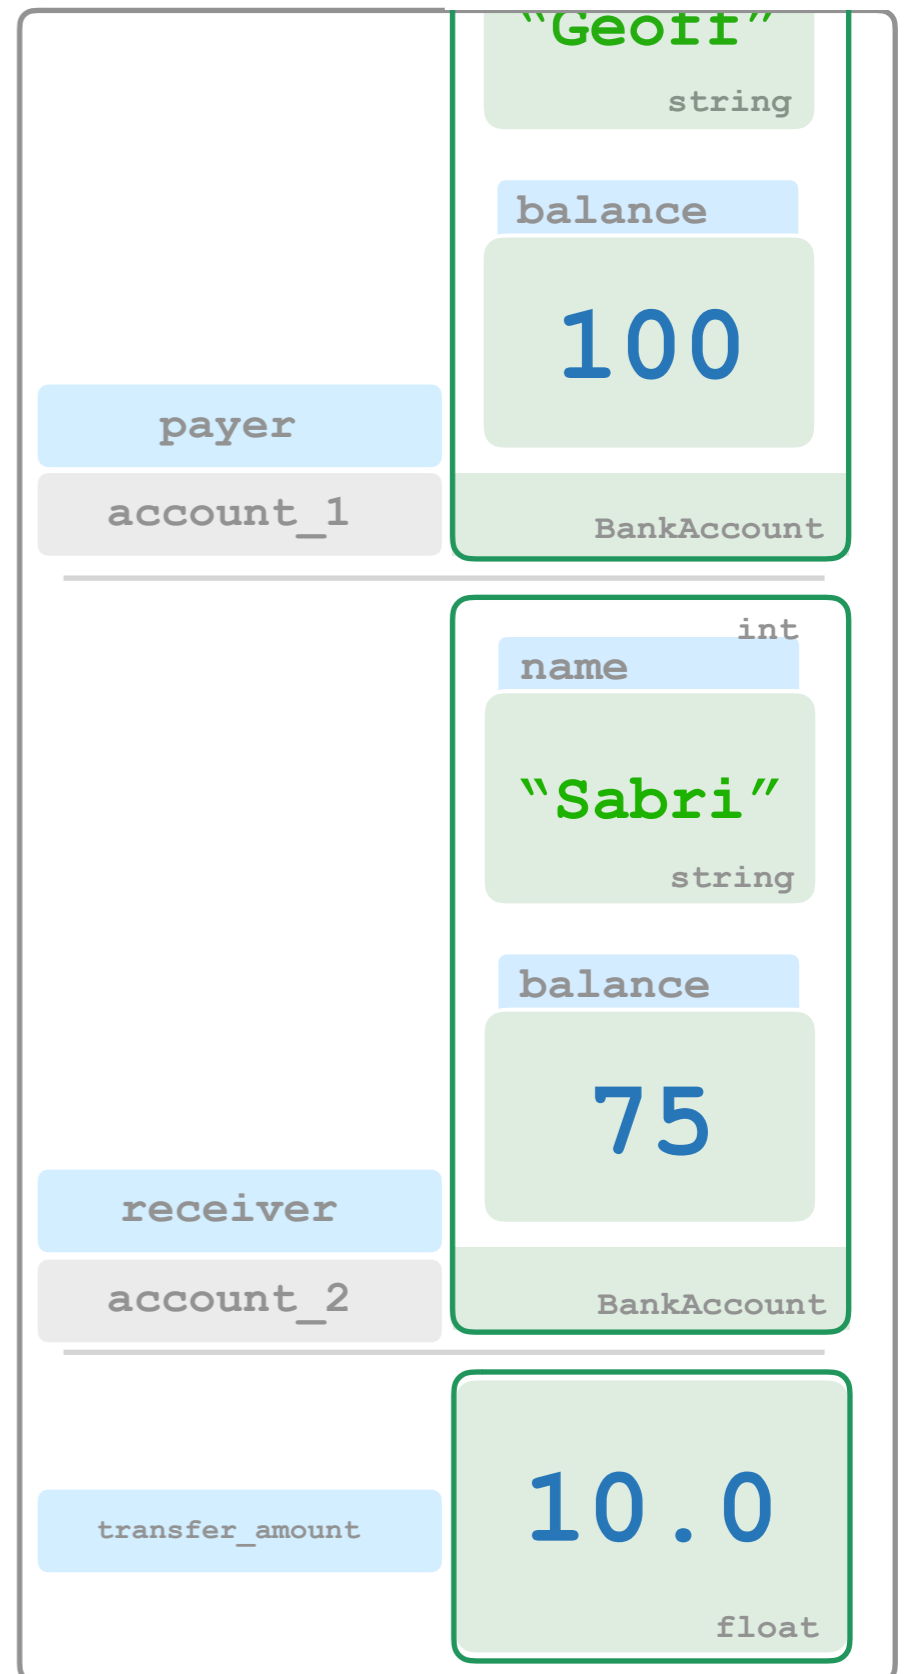 “Geoff”
string
balance
100
payer
account_1
BankAccount
int
name
“Sabri”
string
balance
75
receiver
account_2
BankAccount
10.0
transfer_amount
float